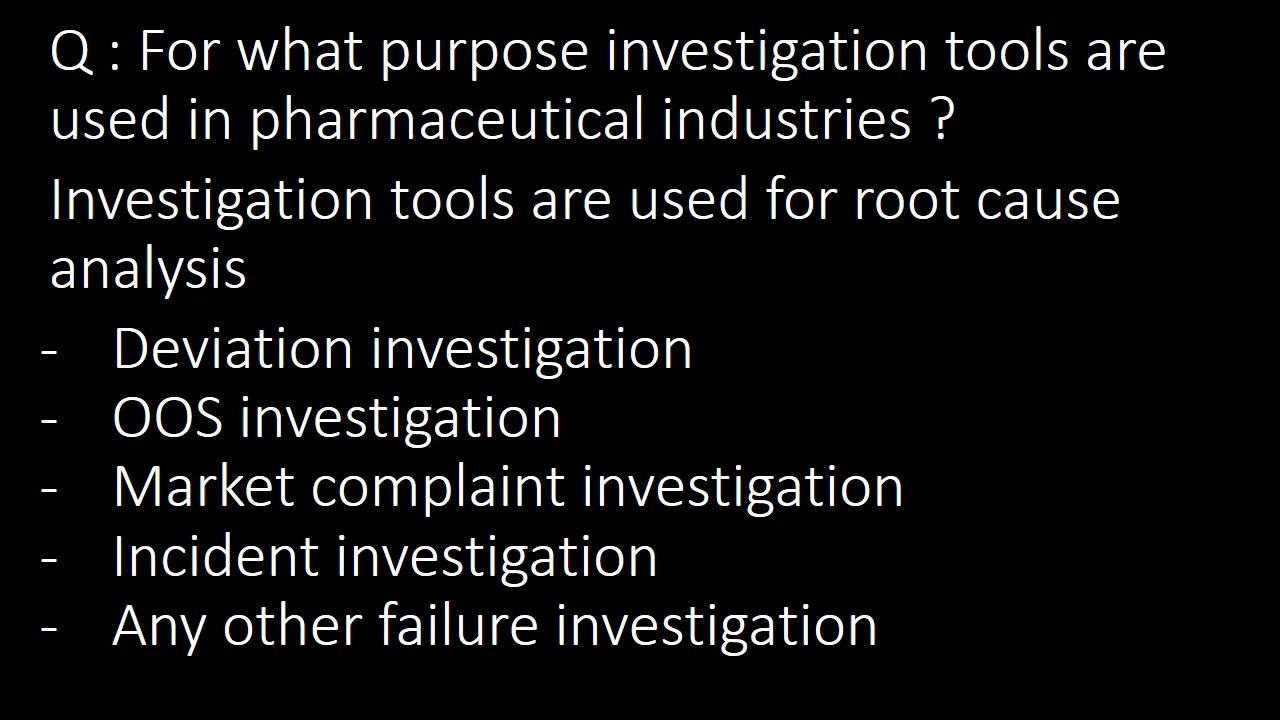 Q : For what purpose investigation tools are
used in pharmaceutical industries ?
Investigation tools are used for root cause
analysis
- Deviation investigation
- OOS investigation
- Market complaint investigation
- Incident investigation
- Any other failure investigation